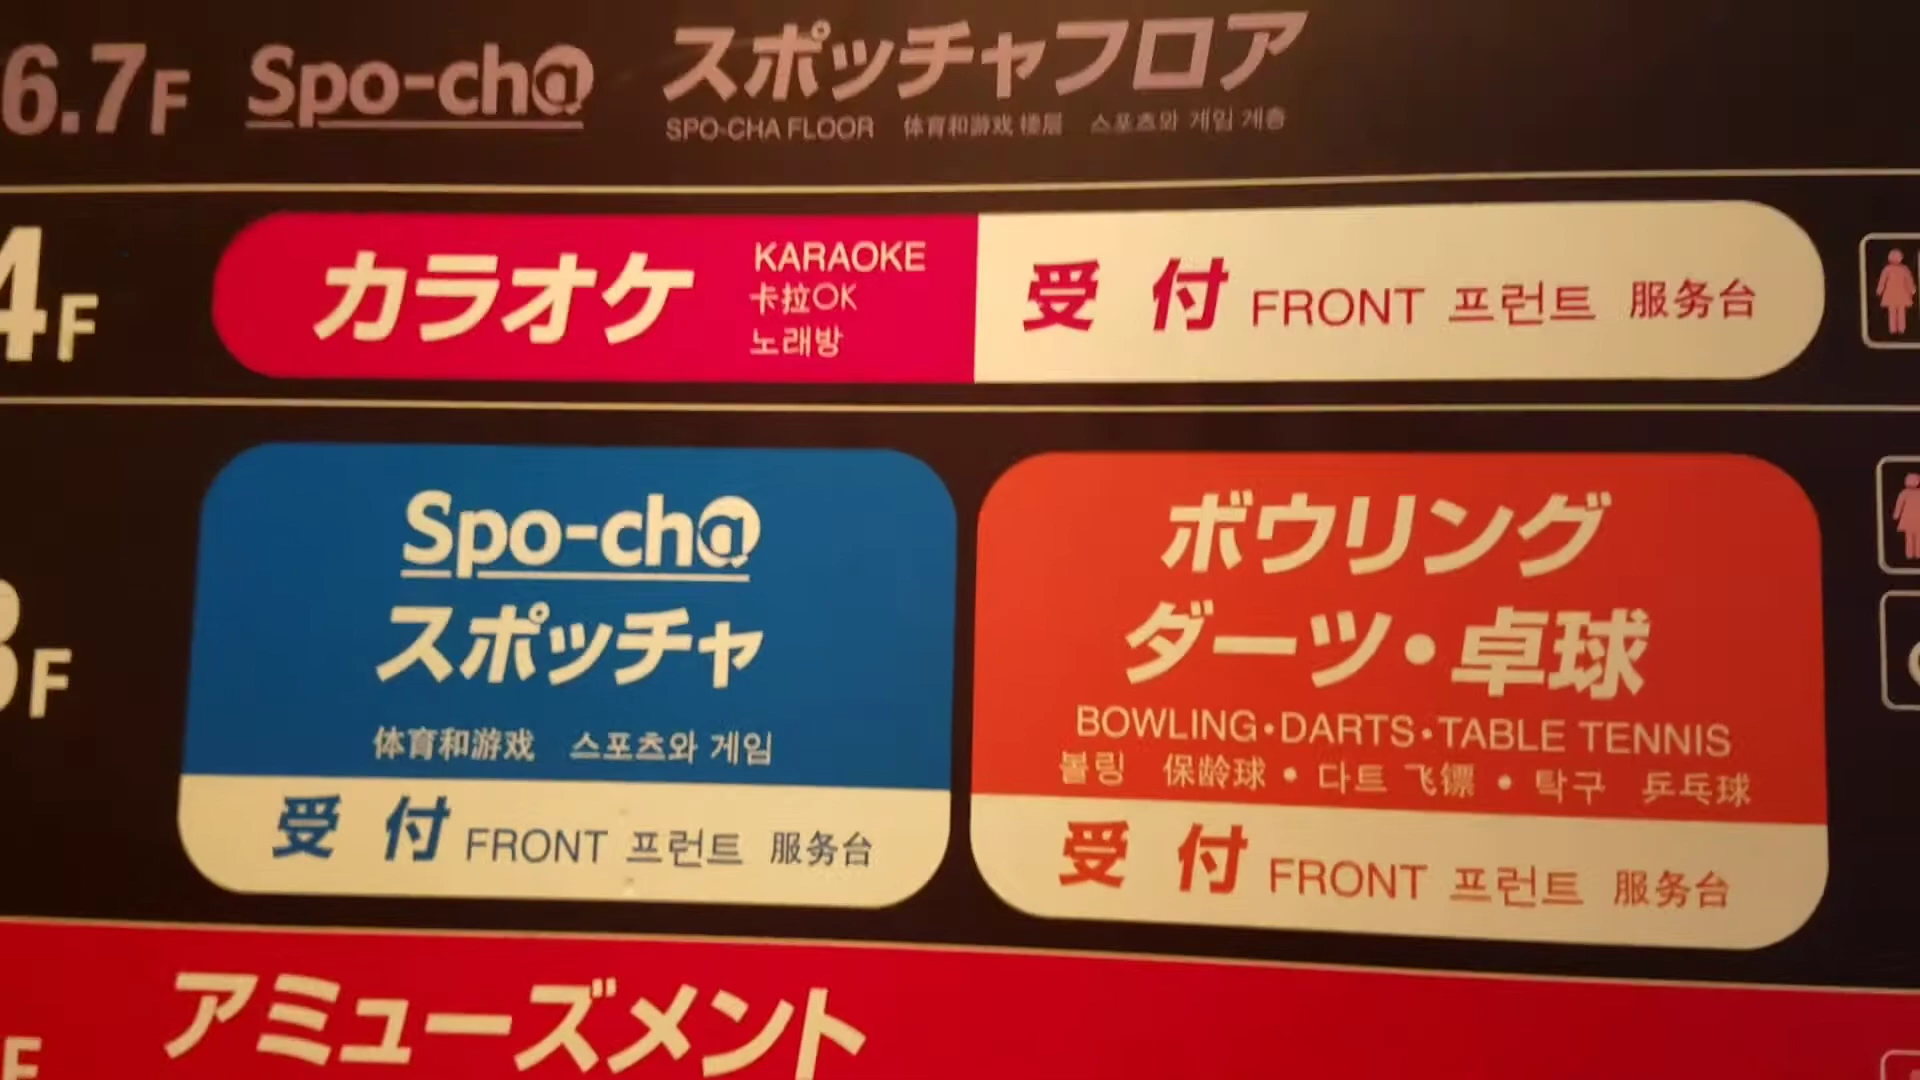 6.7F Spo-cha スポッチャフロア
SPO-CHA FLOOR 体育和游戏 楼层 스포츠와 게임 게층
4F カラオケ KARAOKE 受付 FRONT 프런트 服务台
卡拉OK
노래방
3F Spo-cha
スポッチャ
体育和游戏 스포츠와 게임
受付 FRONT 프런트 服务台
ボウリング
ダーツ・卓球
BOWLING・DARTS・TABLE TENNIS
볼링 保龄球・다트 飞镖・탁구 乒乓球
受付 FRONT 프런트 服务台
F アミューズメント